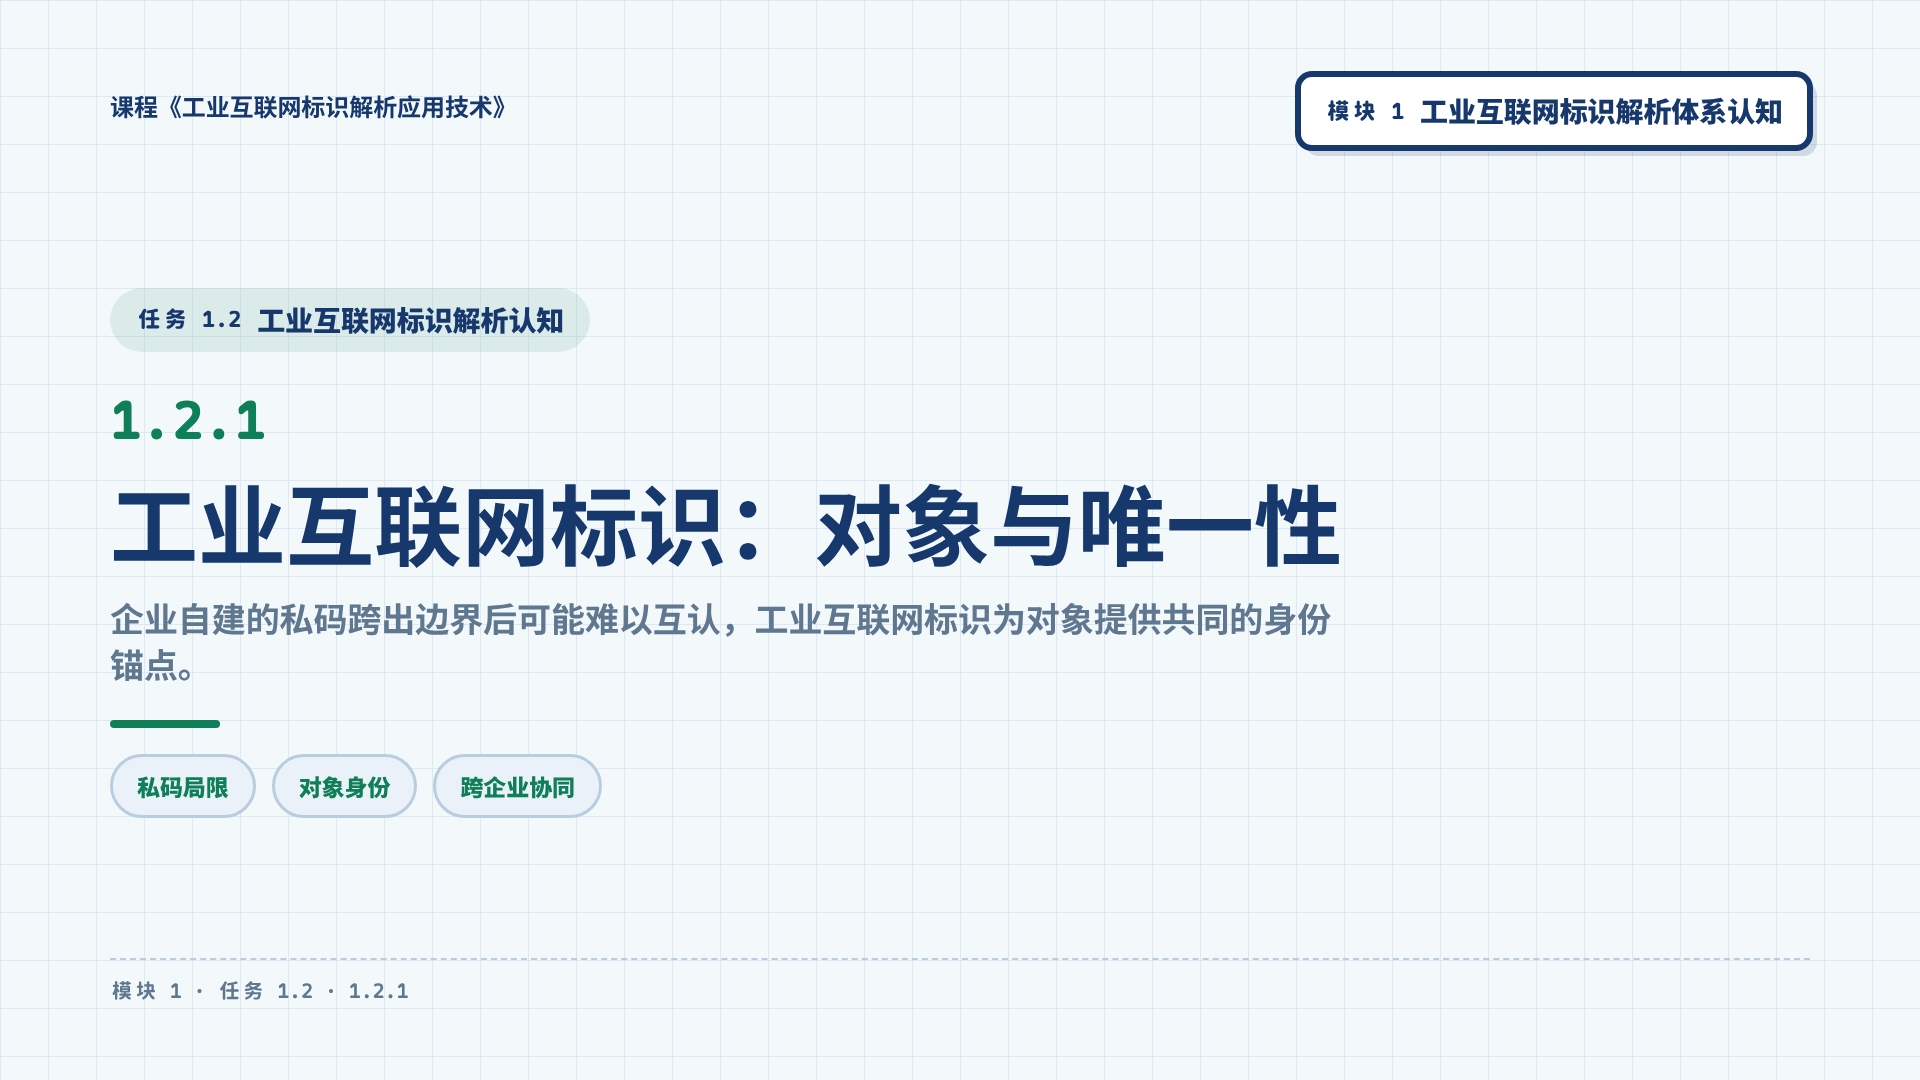 课程《工业互联网标识解析应用技术》
模块 1 工业互联网标识解析体系认知
任务 1.2 工业互联网标识解析认知
1.2.1
工业互联网标识：对象与唯一性
企业自建的私码跨出边界后可能难以互认，工业互联网标识为对象提供共同的身份
锚点。
私码局限
对象身份
跨企业协同
模块 1 · 任务 1.2 · 1.2.1